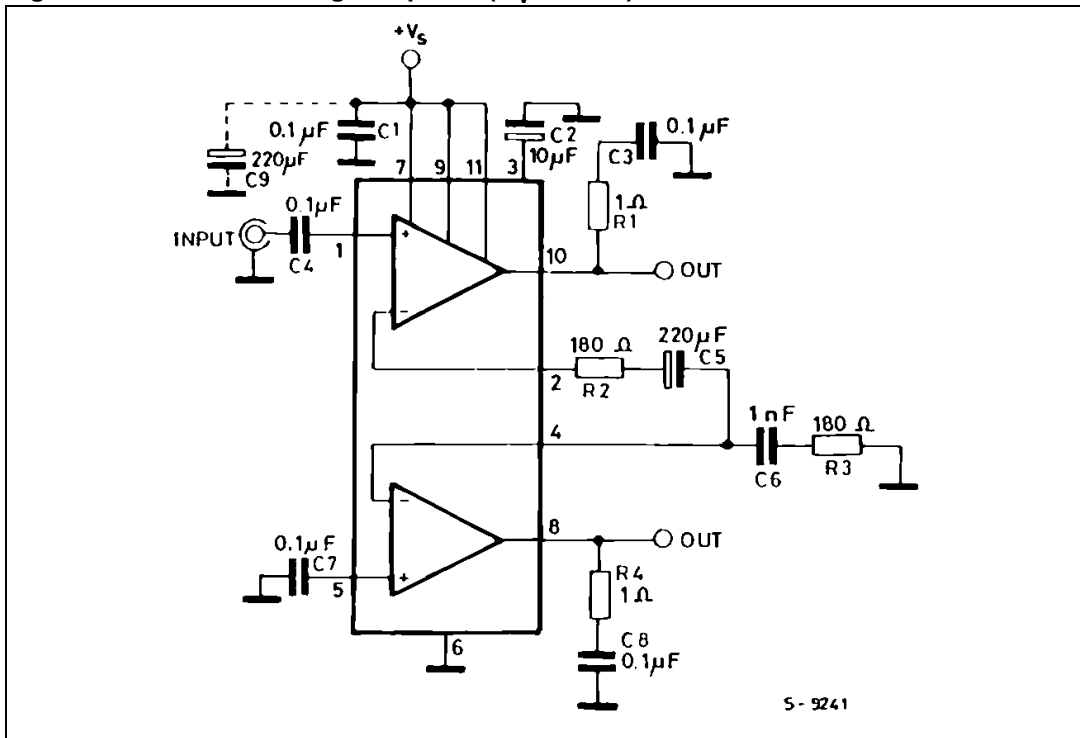 +Vs
0.1µF
C1
220µF
C9
C2
10µF
7
9
11
3
0.1µF
C3
1Ω
R1
INPUT
0.1µF
C4
1
10
OUT
+
-
180 Ω
R2
2
220µF
C5
4
1nF
C6
180 Ω
R3
-
+
8
OUT
0.1µF
C7
5
R4
1Ω
C8
0.1µF
6
S-9241